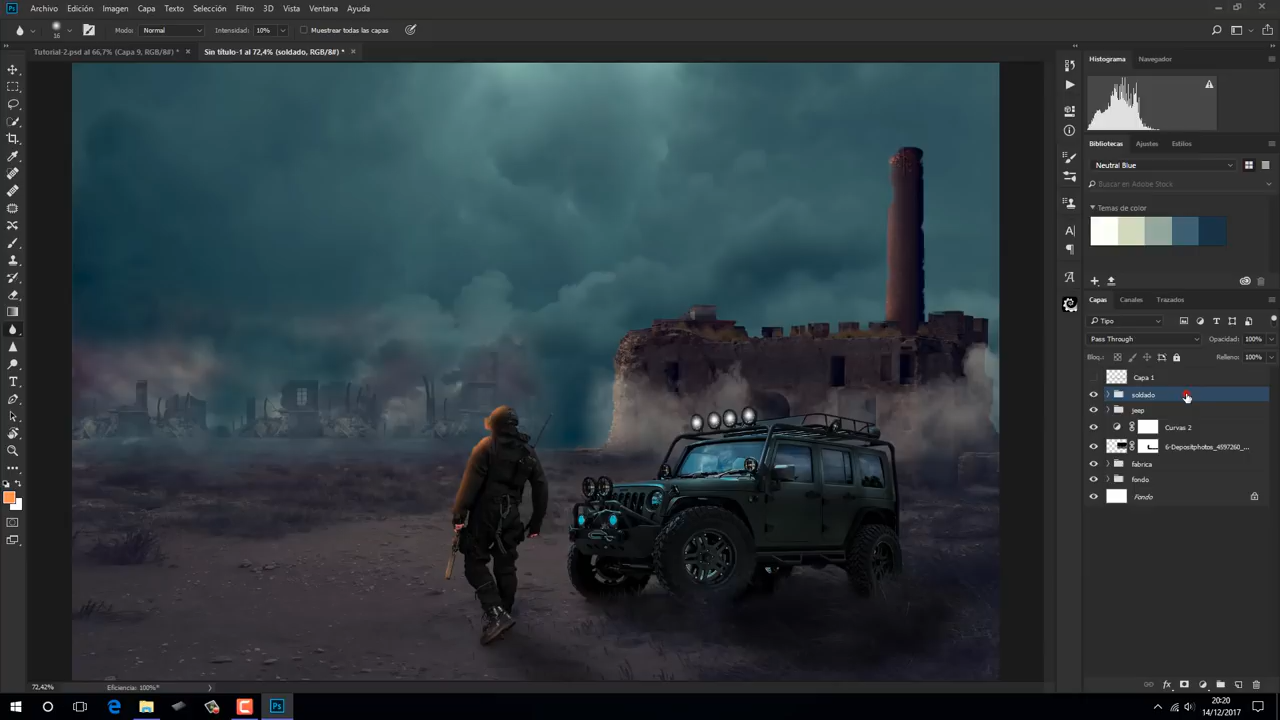 Ps Archivo Edición Imagen Capa Texto Selección Filtro 3D Vista Ventana Ayuda
16 Modo: Normal Intensidad: 10% Muestrear todas las capas
Tutorial-2.psd al 66,7% (Capa 9, RGB/8#) * × Sin título-1 al 72,4% (soldado, RGB/8#) * ×
Histograma Navegador
Bibliotecas Ajustes Estilos
Neutral Blue
Buscar en Adobe Stock
Temas de color
Capas Canales Trazados
Tipo
Pass Through Opacidad: 100%
Bloq.: Relleno: 100%
Capa 1
soldado
jeep
Curvas 2
6-Depositphotos_4597260_...
fabrica
fondo
Fondo
72,42% Eficiencia: 100%*
Ps
20:20
14/12/2017